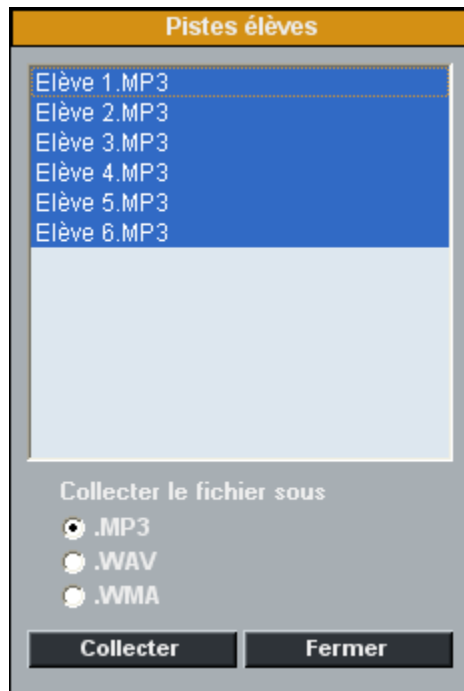 Pistes élèves
Elève 1.MP3
Elève 2.MP3
Elève 3.MP3
Elève 4.MP3
Elève 5.MP3
Elève 6.MP3
Collecter le fichier sous
.MP3
.WAV
.WMA
Collecter Fermer